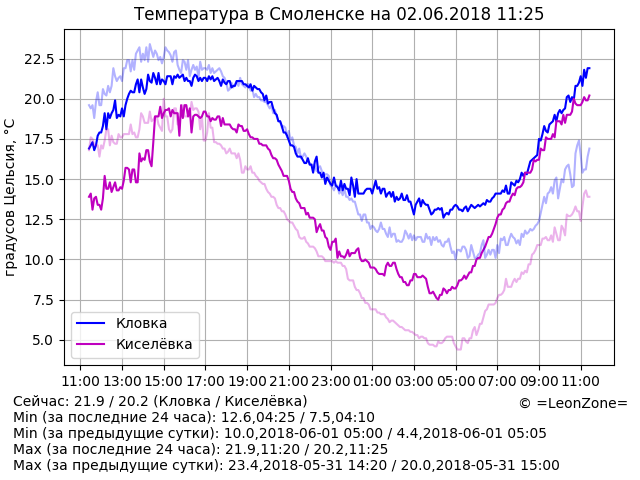 Температура в Смоленске на 02.06.2018 11:25
градусов Цельсия, °C
22.5
20.0
17.5
15.0
12.5
10.0
7.5
5.0
Кловка
Киселёвка
11:00 13:00 15:00 17:00 19:00 21:00 23:00 01:00 03:00 05:00 07:00 09:00 11:00
Сейчас: 21.9 / 20.2 (Кловка / Киселёвка)
© =LeonZone=
Min (за последние 24 часа): 12.6,04:25 / 7.5,04:10
Min (за предыдущие сутки): 10.0,2018-06-01 05:00 / 4.4,2018-06-01 05:05
Max (за последние 24 часа): 21.9,11:20 / 20.2,11:25
Max (за предыдущие сутки): 23.4,2018-05-31 14:20 / 20.0,2018-05-31 15:00